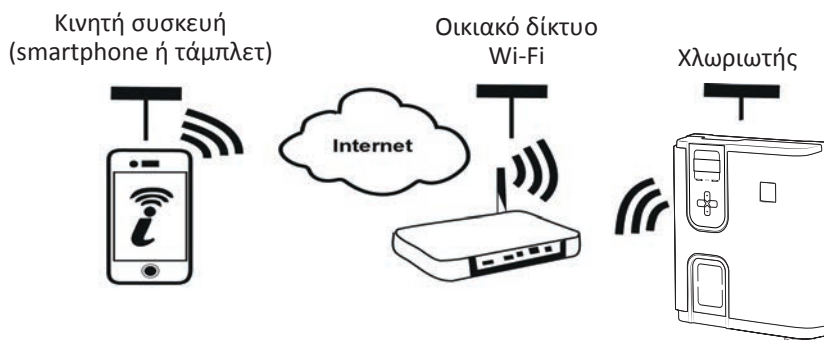 Κινητή συσκευή
(smartphone ή τάμπλετ)
Οικιακό δίκτυο
Wi-Fi
Χλωριωτής
Internet